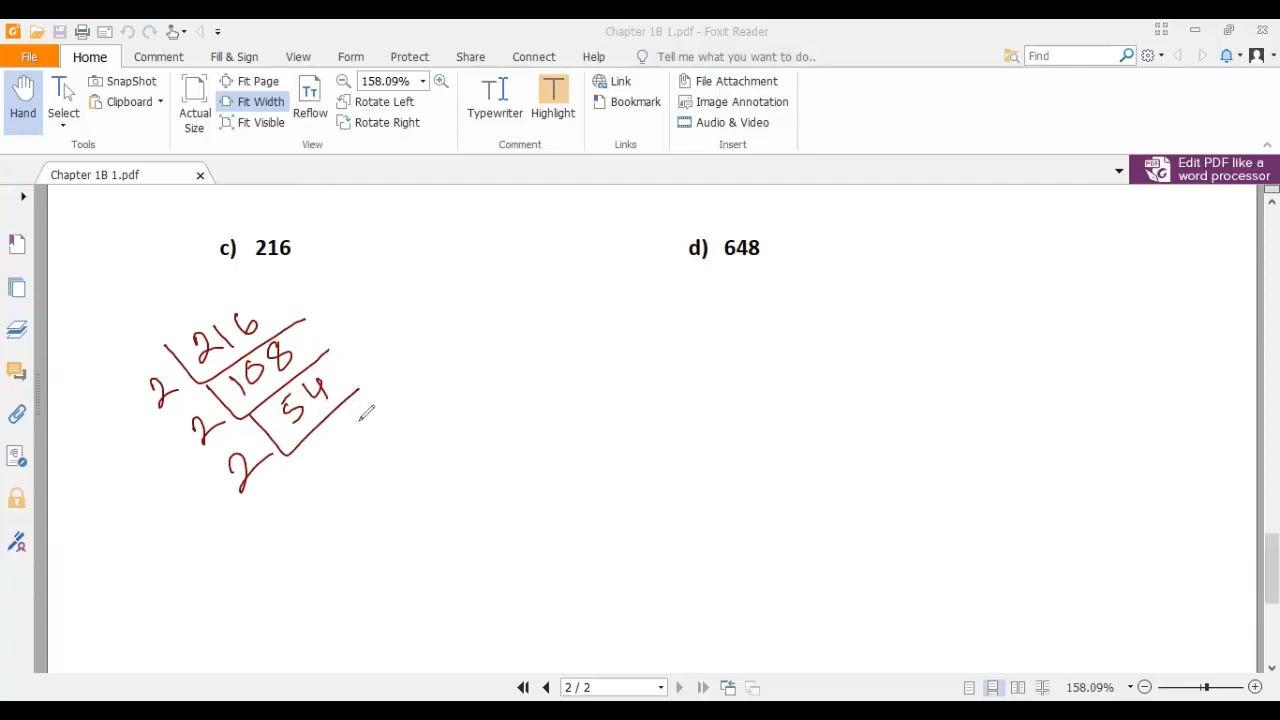 Chapter 1B 1.pdf - Foxit Reader
File Home Comment Fill & Sign View Form Protect Share Connect Help Tell me what you want to do.. Find
Hand
Select
SnapShot
Clipboard
Tools
Actual Size
Fit Page
Fit Width
Fit Visible
Reflow
158.09%
Rotate Left
Rotate Right
View
Typewriter
Highlight
Comment
Link
Bookmark
Links
File Attachment
Image Annotation
Audio & Video
Insert
Chapter 1B 1.pdf
Edit PDF like a
word processor
c) 216
d) 648
216
2 108
2 54
2
2 / 2
158.09%